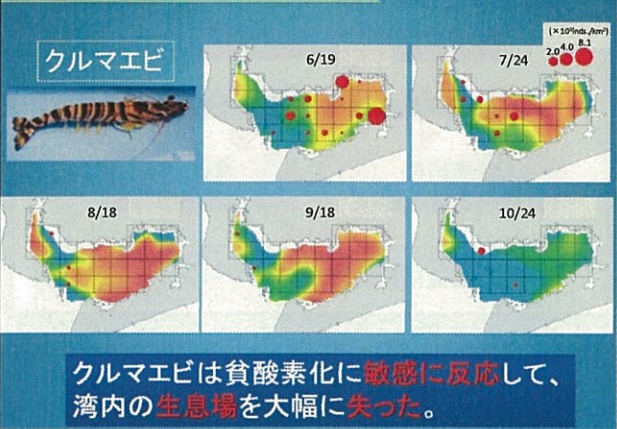 クルマエビ
6/19
7/24
2.0 4.0 8.1
8/18
9/18
10/24
クルマエビは貧酸素化に敏感に反応して、
湾内の生息場を大幅に失った。